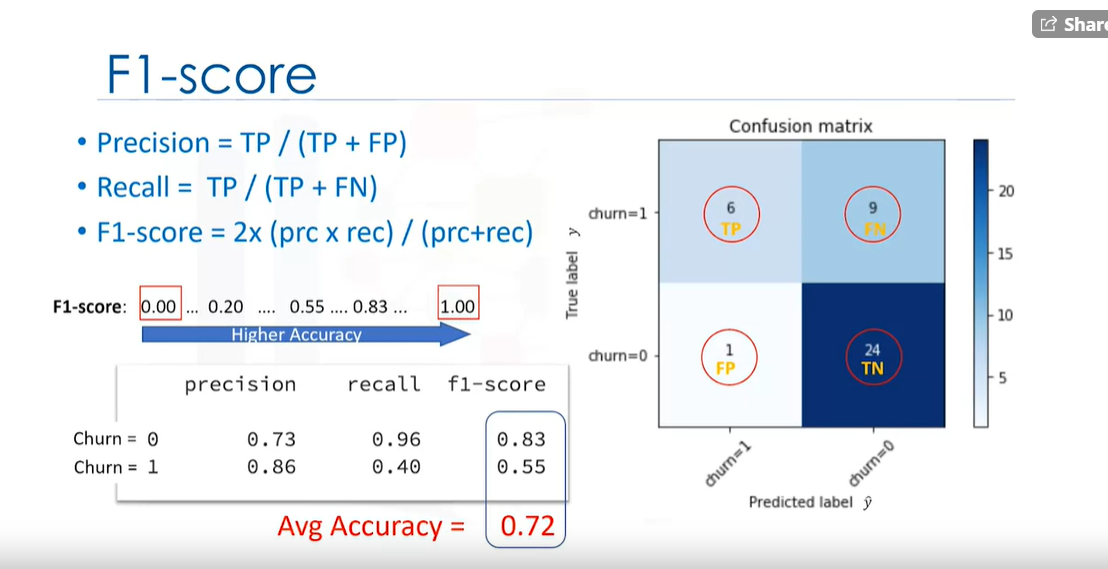 Share
F1-score
• Precision = TP / (TP + FP)
• Recall = TP / (TP + FN)
• F1-score = 2x (prc x rec) / (prc+rec)
F1-score: 0.00 ... 0.20 .... 0.55 .... 0.83 ... 1.00
Higher Accuracy
precision recall f1-score
Churn = 0 0.73 0.96 0.83
Churn = 1 0.86 0.40 0.55
Avg Accuracy = 0.72
Confusion matrix
True label y
churn=1
6
TP
9
FN
churn=0
1
FP
24
TN
churn=1
churn=0
Predicted label ŷ
20
15
10
5